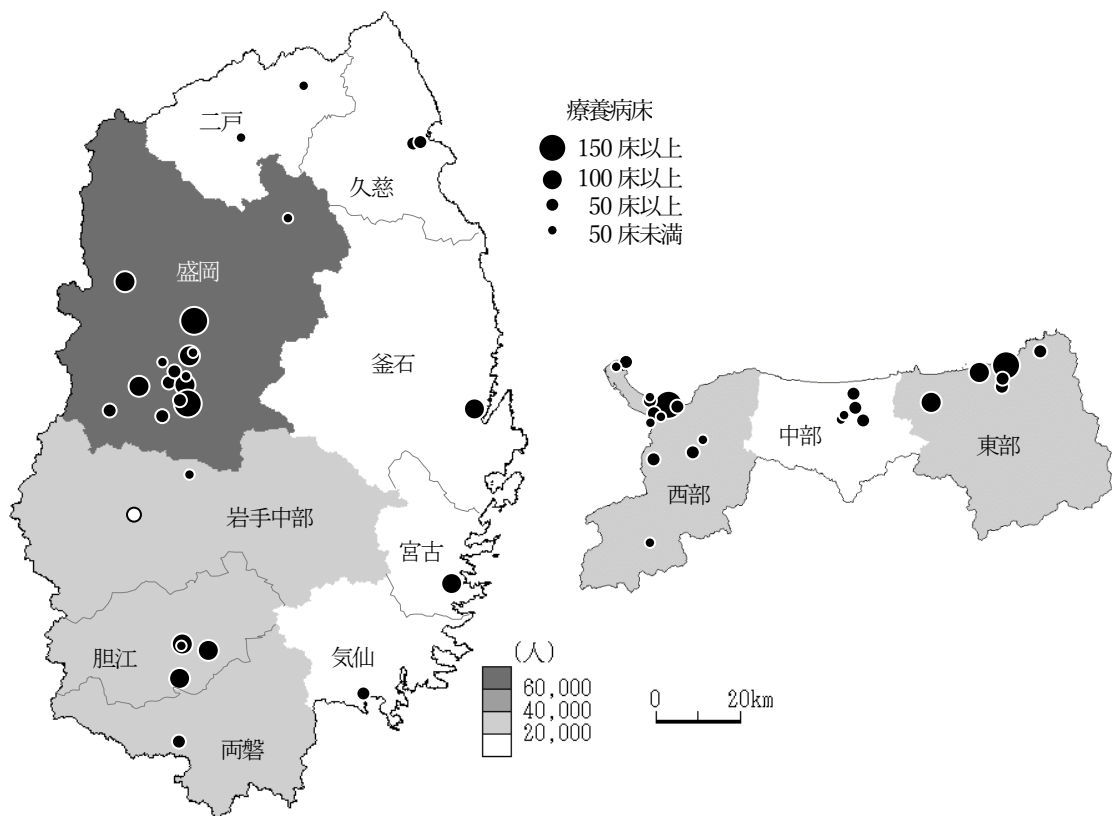 二戸
久慈
盛岡
釜石
岩手中部
宮古
胆江
気仙
両磐
療養病床
150 床以上
100 床以上
50 床以上
50 床未満
西部
中部
東部
(人)
60,000
40,000
20,000
0 20km